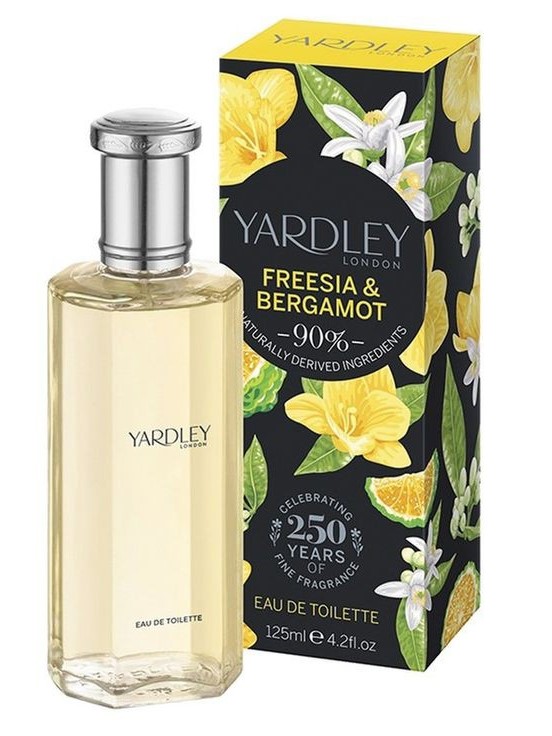 YARDLEY
LONDON
YARDLEY
LONDON
FREESIA &
BERGAMOT
-90%-
NATURALLY DERIVED INGREDIENTS
CELEBRATING
250
YEARS
OF
FINE FRAGRANCE
EAU DE TOILETTE
125ml e 4.2fl.oz
YARDLEY
LONDON
EAU DE TOILETTE